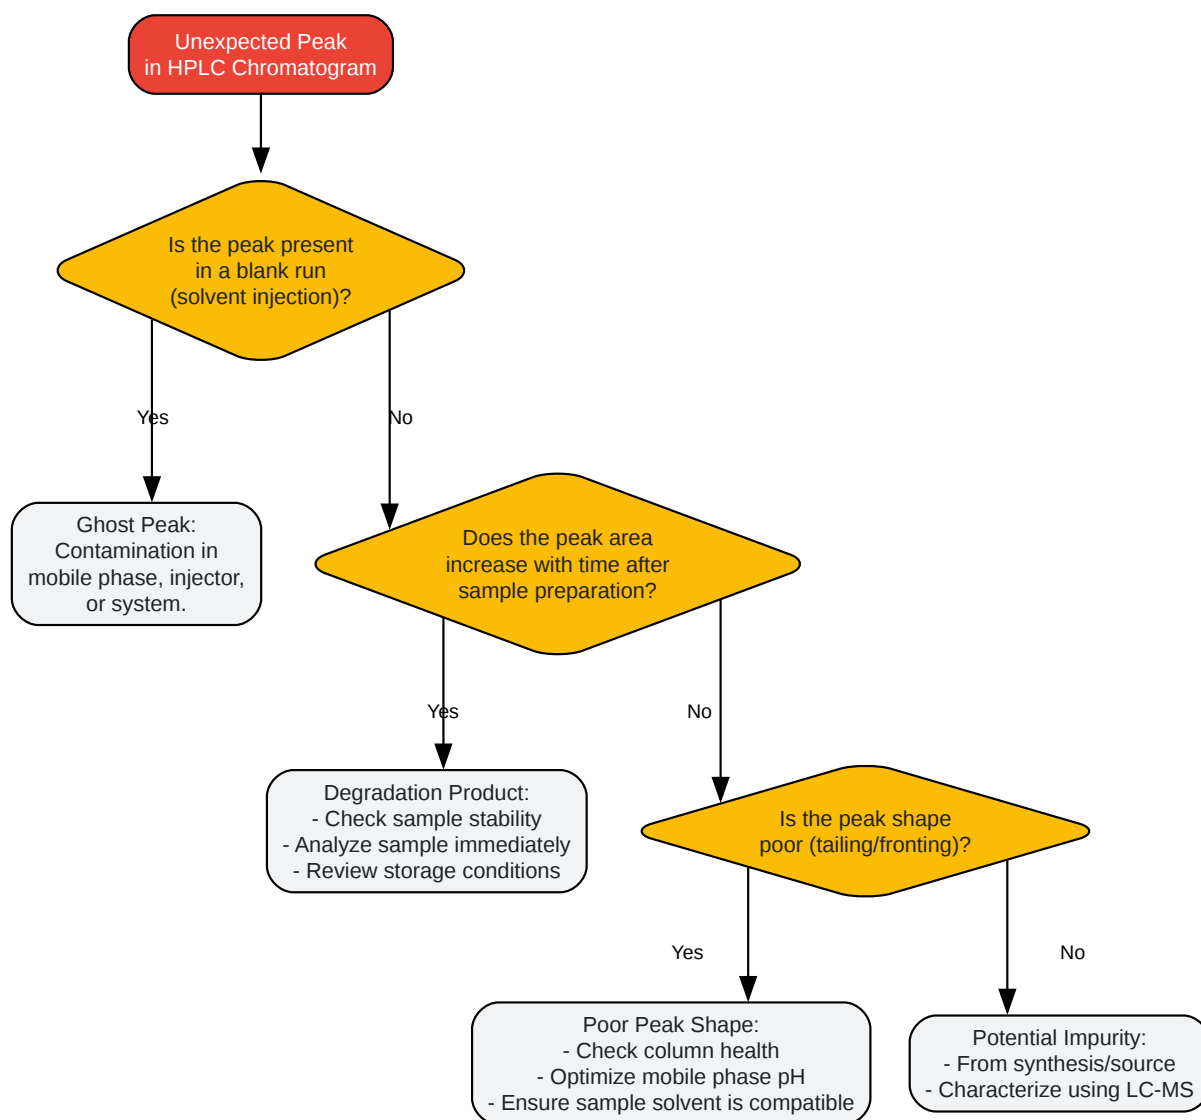 Unexpected Peak
in HPLC Chromatogram
Is the peak present
in a blank run
(solvent injection)?
Yes
No
Ghost Peak:
Contamination in
mobile phase, injector,
or system.
Does the peak area
increase with time after
sample preparation?
Yes
No
Degradation Product:
- Check sample stability
- Analyze sample immediately
- Review storage conditions
Is the peak shape
poor (tailing/fronting)?
Yes
No
Poor Peak Shape:
- Check column health
- Optimize mobile phase pH
- Ensure sample solvent is compatible
Potential Impurity:
- From synthesis/source
- Characterize using LC-MS